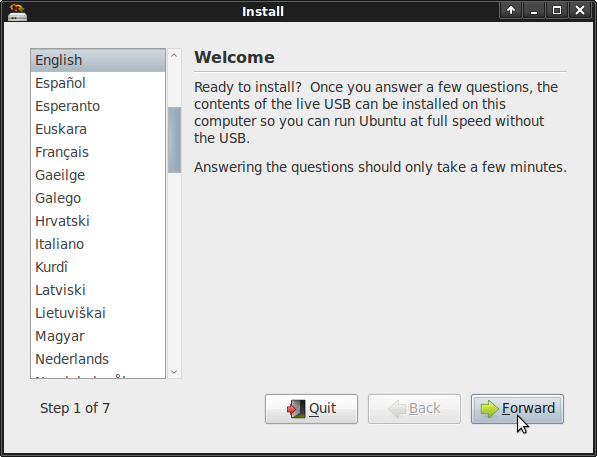 Install
English
Español
Esperanto
Euskara
Français
Gaeilge
Galego
Hrvatski
Italiano
Kurdî
Latviski
Lietuviškai
Magyar
Nederlands
Welcome
Ready to install?  Once you answer a few questions, the
contents of the live USB can be installed on this
computer so you can run Ubuntu at full speed without
the USB.
Answering the questions should only take a few minutes.
Step 1 of 7
Quit
Back
Forward